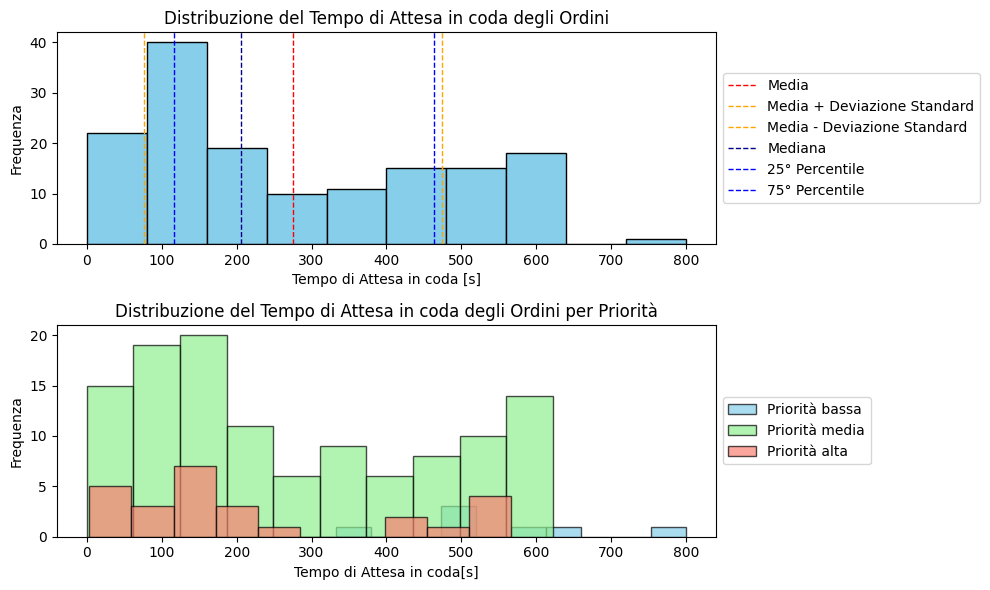 Distribuzione del Tempo di Attesa in coda degli Ordini
Frequenza
40
30
20
10
0
0 100 200 300 400 500 600 700 800
Tempo di Attesa in coda [s]
Media
Media + Deviazione Standard
Media - Deviazione Standard
Mediana
25° Percentile
75° Percentile
Distribuzione del Tempo di Attesa in coda degli Ordini per Priorità
Frequenza
20
15
10
5
0
0 100 200 300 400 500 600 700 800
Tempo di Attesa in coda[s]
Priorità bassa
Priorità media
Priorità alta